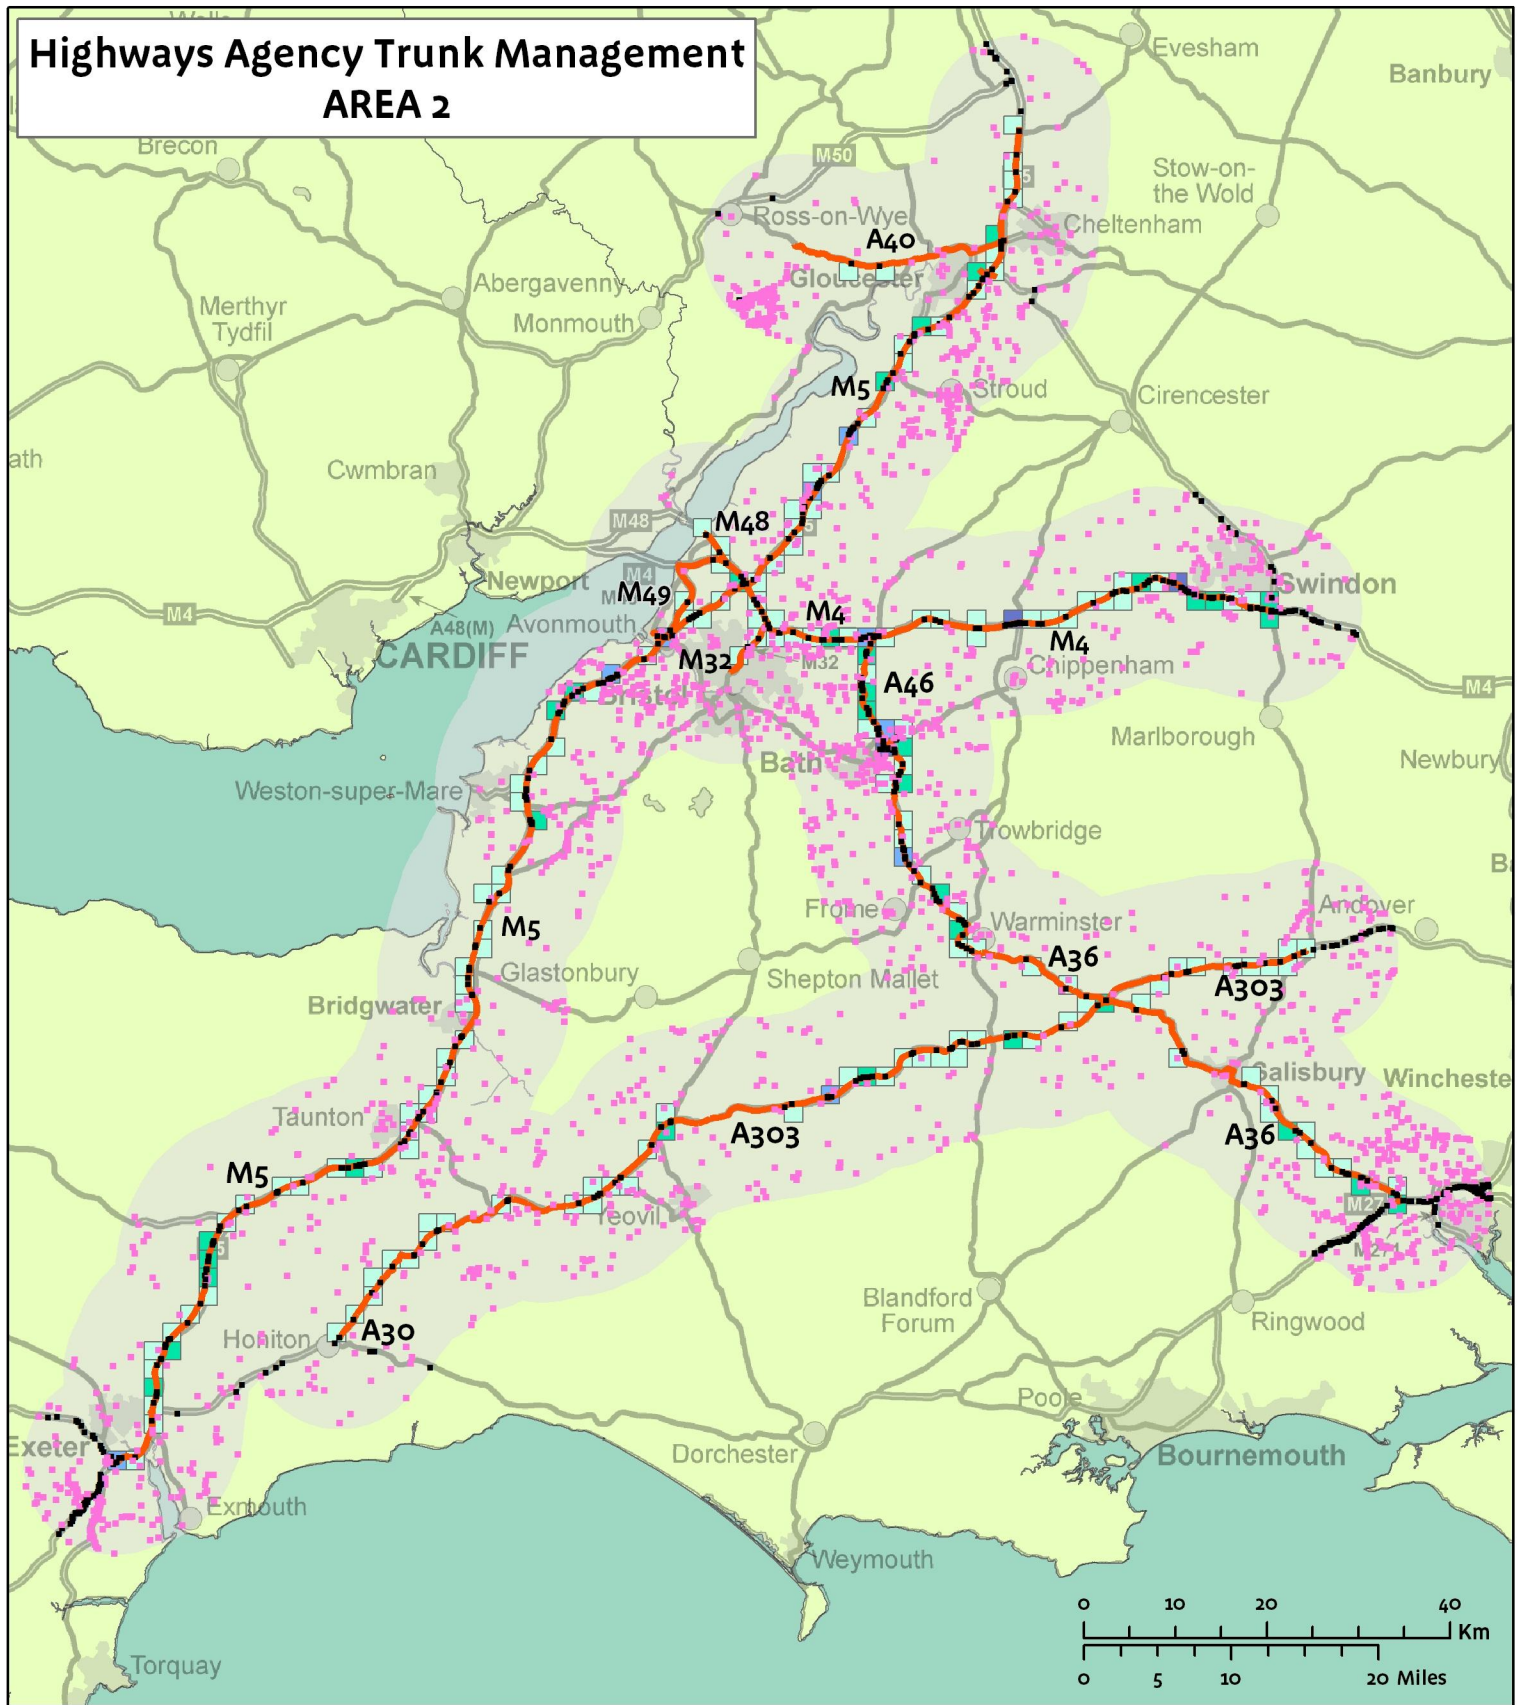 Highways Agency Trunk Management
AREA 2
Evesham
Banbury
Brecon
M50
Stow-on-
the Wold
Ross-on-Wye
Cheltenham
A40
Gloucester
Abergavenny
Merthyr
Tydfil
Monmouth
M5
Stroud
Cirencester
Cwmbran
M48
M48
Newport
M4
M49
Swindon
M4
A48(M)
Avonmouth
M4
M4
CARDIFF
M32
M32
Chippenham
M4
A46
Bristol
Marlborough
Bath
Newbury
Weston-super-Mare
Trowbridge
Frome
Andover
M5
Warminster
A36
Glastonbury
Shepton Mallet
A303
Bridgwater
Salisbury
Taunton
A303
A36
M5
M27
Yeovil
Blandford
Forum
Ringwood
Honiton
A30
Poole
Exeter
Dorchester
Bournemouth
Exmouth
Weymouth
0 10 20 40
Km
0 5 10 20 Miles
Torquay